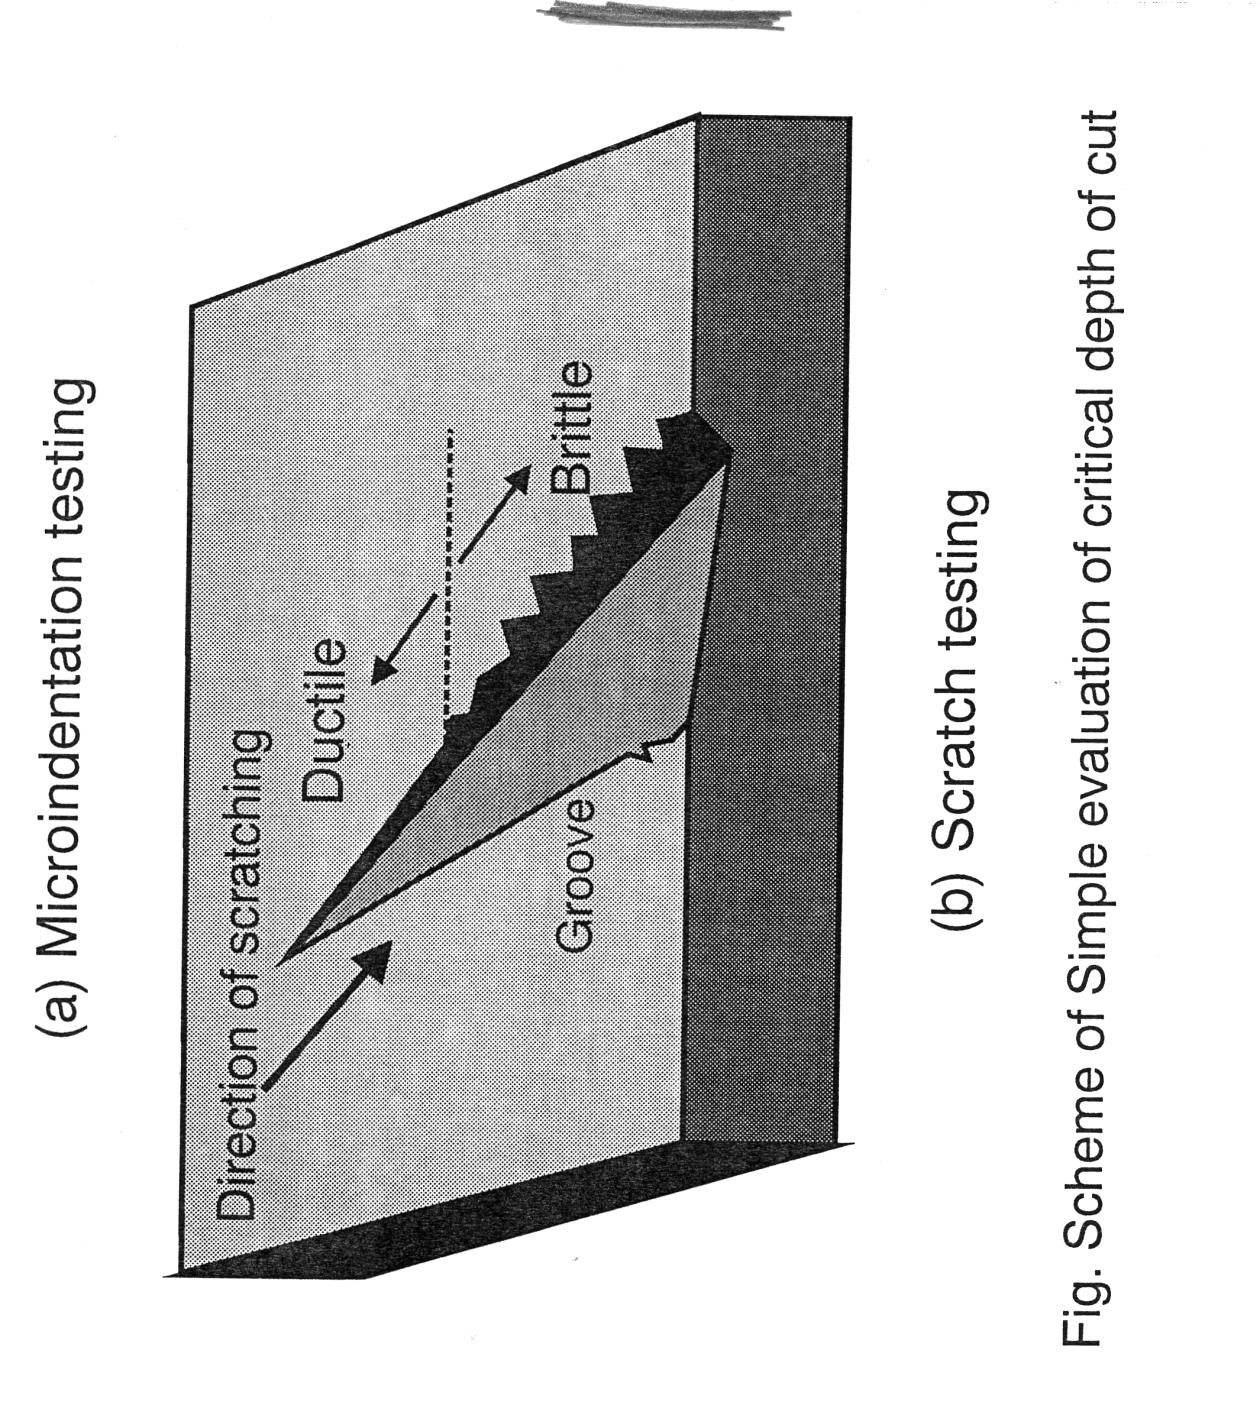 (a) Microindentation testing
Direction of scratching
Ductile
Brittle
Groove
(b) Scratch testing
Fig. Scheme of Simple evaluation of critical depth of cut